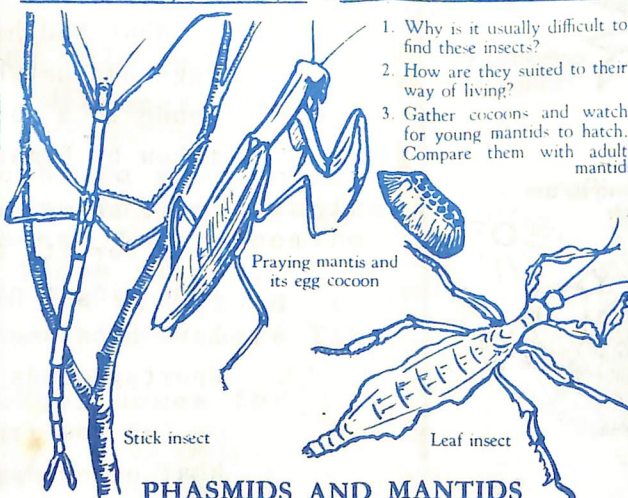 1. Why is it usually difficult to
find these insects?
2. How are they suited to their
way of living?
3. Gather cocoons and watch
for young mantids to hatch.
Compare them with adult
mantid
Praying mantis and
its egg cocoon
Stick insect
Leaf insect
PHASMIDS AND MANTIDS